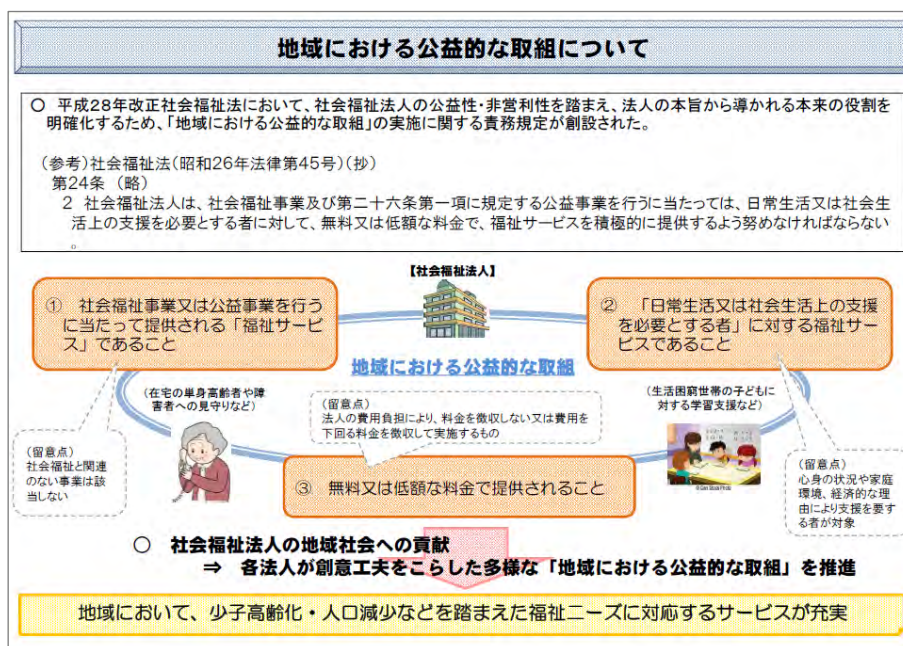 地域における公益的な取組について
○ 平成28年改正社会福祉法において、社会福祉法人の公益性・非営利性を踏まえ、法人の本旨から導かれる本来の役割を
明確化するため、「地域における公益的な取組」の実施に関する責務規定が創設された。
(参考)社会福祉法(昭和26年法律第45号)(抄)
第24条 (略)
2 社会福祉法人は、社会福祉事業及び第二十六条第一項に規定する公益事業を行うに当たっては、日常生活又は社会生
活上の支援を必要とする者に対して、無料又は低額な料金で、福祉サービスを積極的に提供するよう努めなければならない
。
【社会福祉法人】
① 社会福祉事業又は公益事業を行う
に当たって提供される「福祉サービ
ス」であること
② 「日常生活又は社会生活上の支援
を必要とする者」に対する福祉サー
ビスであること
地域における公益的な取組
(在宅の単身高齢者や障
害者への見守りなど)
(留意点)
法人の費用負担により、料金を徴収しない又は費用を
下回る料金を徴収して実施するもの
(生活困窮世帯の子どもに
対する学習支援など)
(留意点)
社会福祉と関連
のない事業は該
当しない
(留意点)
心身の状況や家庭
環境、経済的な理
由により支援を要す
る者が対象
③ 無料又は低額な料金で提供されること
○ 社会福祉法人の地域社会への貢献
⇒ 各法人が創意工夫をこらした多様な「地域における公益的な取組」を推進
地域において、少子高齢化・人口減少などを踏まえた福祉ニーズに対応するサービスが充実